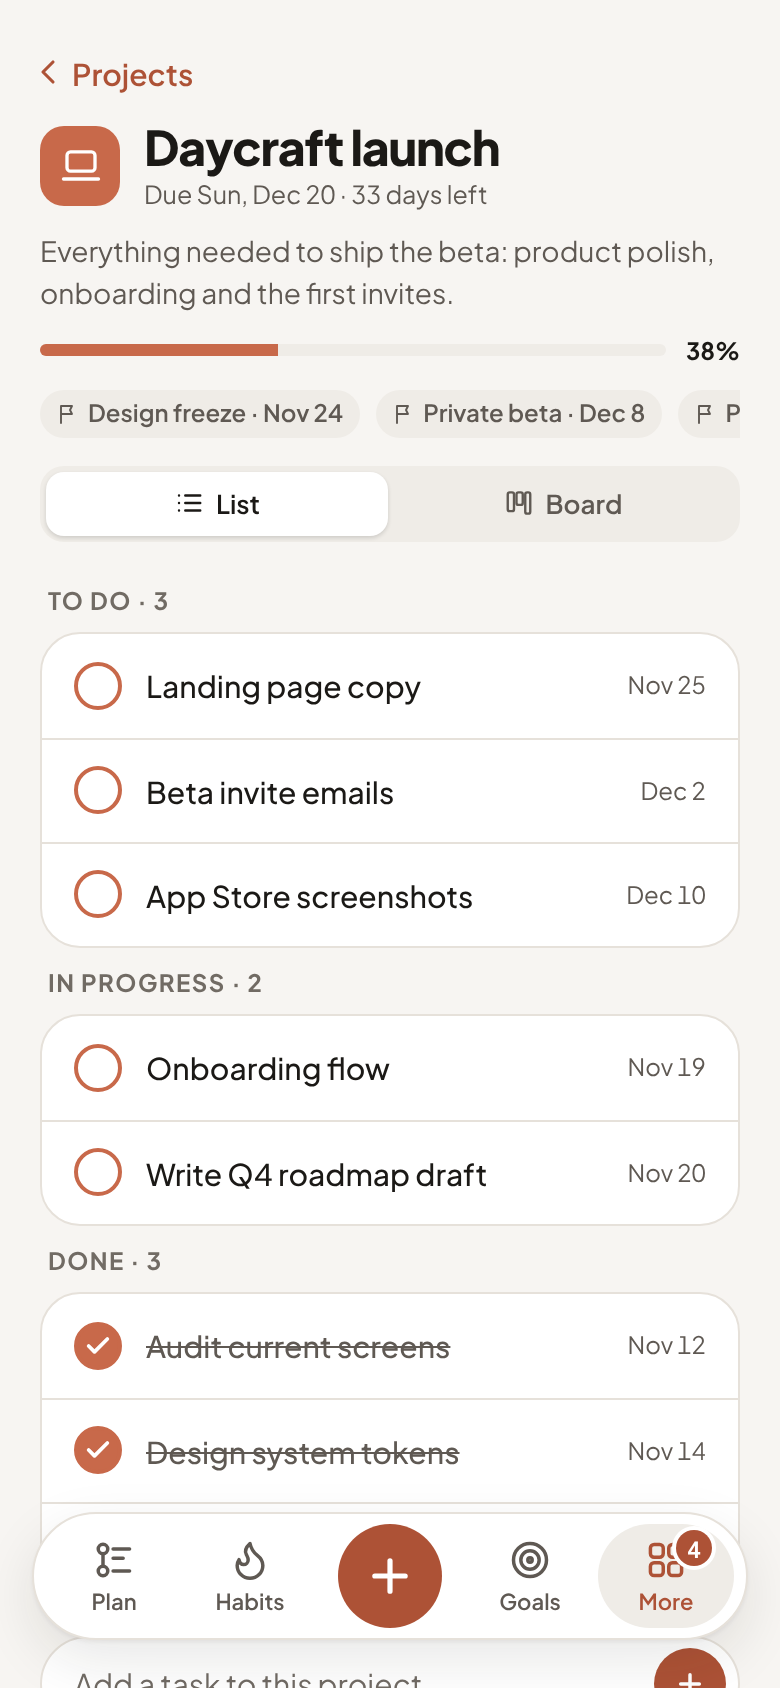 Projects
Daycraft launch
Due Sun, Dec 20 · 33 days left
Everything needed to ship the beta: product polish,
onboarding and the first invites.
38%
Design freeze · Nov 24
Private beta · Dec 8
P
List
Board
TO DO · 3
Landing page copy
Nov 25
Beta invite emails
Dec 2
App Store screenshots
Dec 10
IN PROGRESS · 2
Onboarding flow
Nov 19
Write Q4 roadmap draft
Nov 20
DONE · 3
Audit current screens
Nov 12
Design system tokens
Nov 14
Plan
Habits
Goals
4
More
Add a task to this project